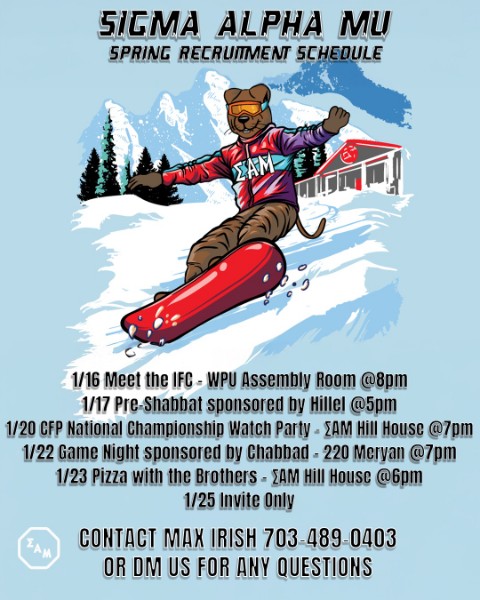 SIGMA ALPHA MU
SPRING RECRUITMENT SCHEDULE
ΣAM
1/16 Meet the IFC - WPU Assembly Room @8pm
1/17 Pre-Shabbat sponsored by Hillel @5pm
1/20 CFP National Championship Watch Party - ΣAM Hill House @7pm
1/22 Game Night sponsored by Chabbad - 220 Meryan @7pm
1/23 Pizza with the Brothers - ΣAM Hill House @6pm
1/25 Invite Only
ΣAM
CONTACT MAX IRISH 703-489-0403
OR DM US FOR ANY QUESTIONS